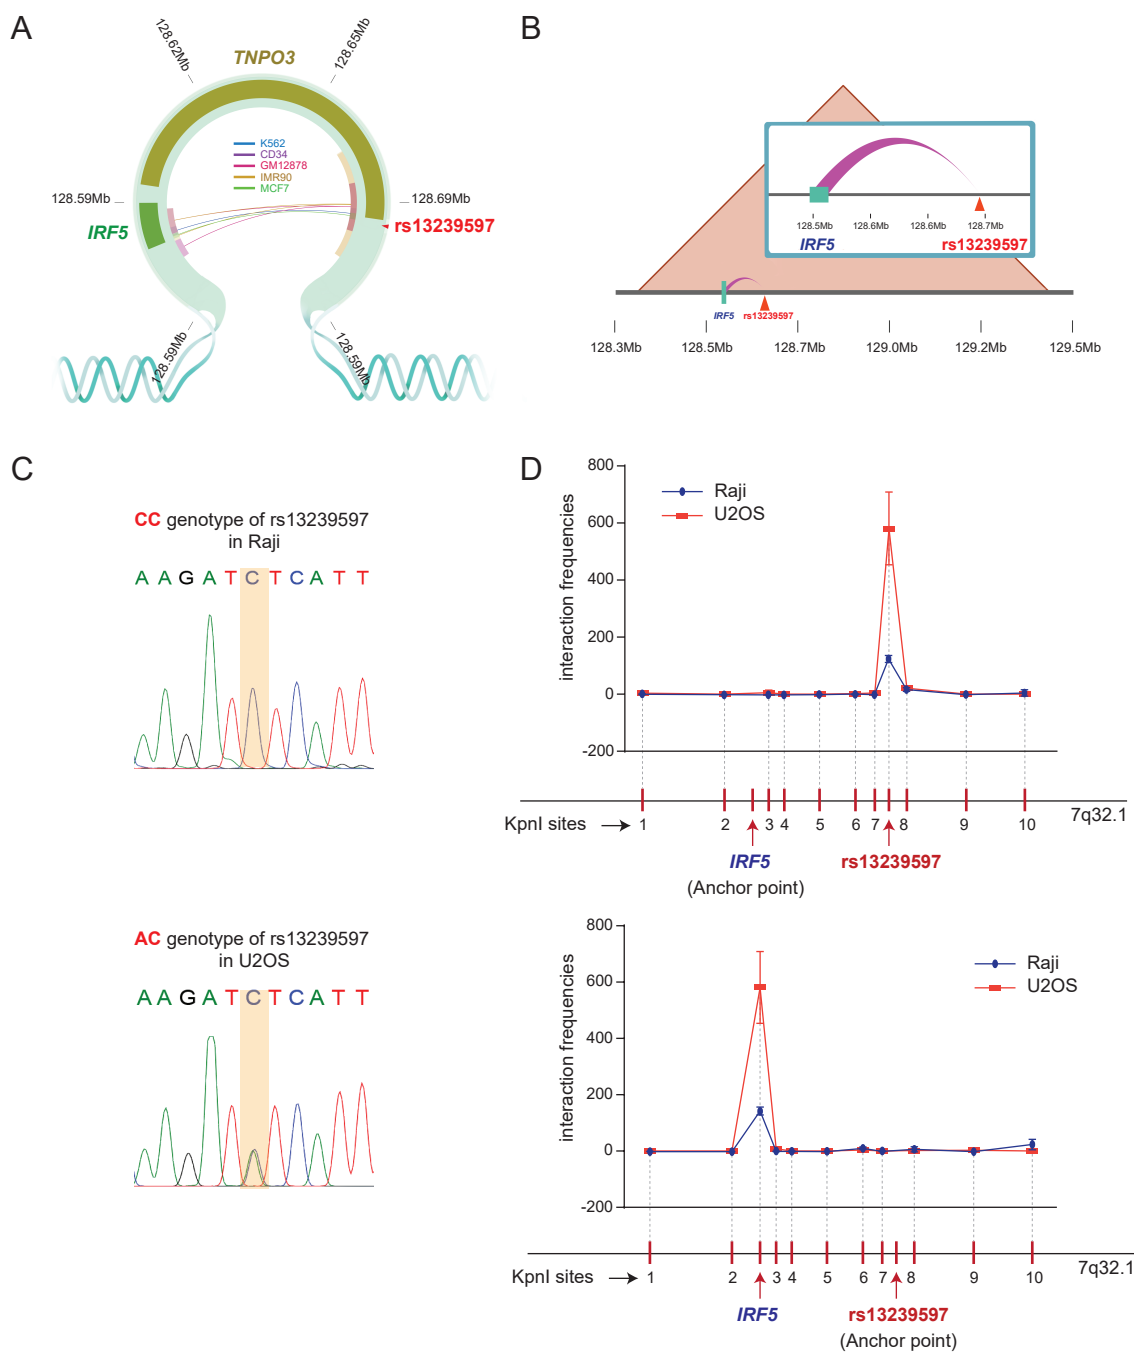 A
128.62Mb
128.65Mb
TNPO3
K562
CD34
GM12878
IMR90
MCF7
128.59Mb
128.69Mb
IRF5
rs13239597
128.59Mb
128.59Mb
B
128.5Mb 128.6Mb 128.6Mb 128.7Mb
IRF5 rs13239597
IRF5 rs13239597
128.3Mb 128.5Mb 128.7Mb 129.0Mb 129.2Mb 129.5Mb
C
CC genotype of rs13239597
in Raji
A A G A T C T C A T T
AC genotype of rs13239597
in U2OS
A A G A T C T C A T T
D
interaction frequencies
800
600
400
200
0
-200
Raji
U2OS
KpnI sites
1 2 3 4 5 6 7 8 9 10
7q32.1
IRF5 rs13239597
(Anchor point)
interaction frequencies
800
600
400
200
0
-200
Raji
U2OS
KpnI sites
1 2 3 4 5 6 7 8 9 10
7q32.1
IRF5 rs13239597
(Anchor point)